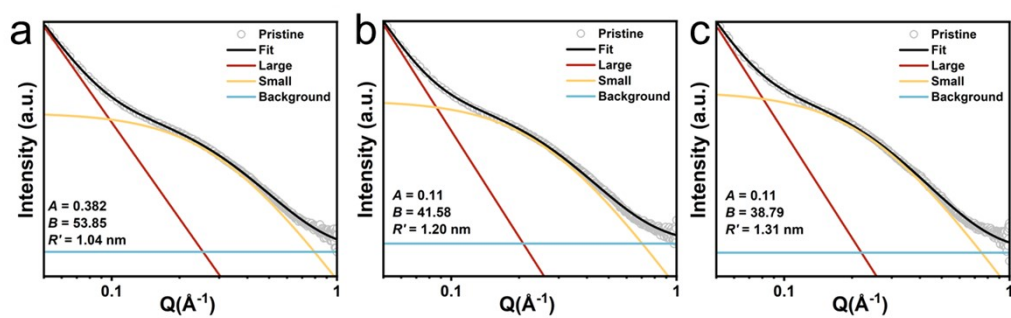 a
Pristine
Fit
Large
Small
Background
A = 0.382
B = 53.85
R' = 1.04 nm
Intensity (a.u.)
0.1
1
Q(Å⁻¹)
b
Pristine
Fit
Large
Small
Background
A = 0.11
B = 41.58
R' = 1.20 nm
Intensity (a.u.)
0.1
1
Q(Å⁻¹)
c
Pristine
Fit
Large
Small
Background
A = 0.11
B = 38.79
R' = 1.31 nm
Intensity (a.u.)
0.1
1
Q(Å⁻¹)